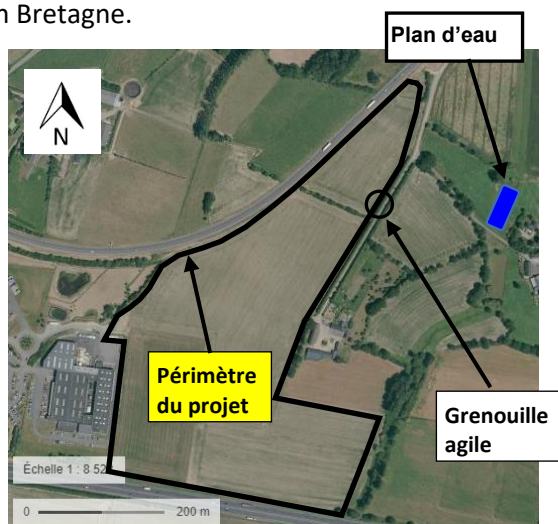 n Bretagne.
Plan d'eau
N
Périmètre
du projet
Grenouille
agile
Échelle 1 : 8 52
0 200 m